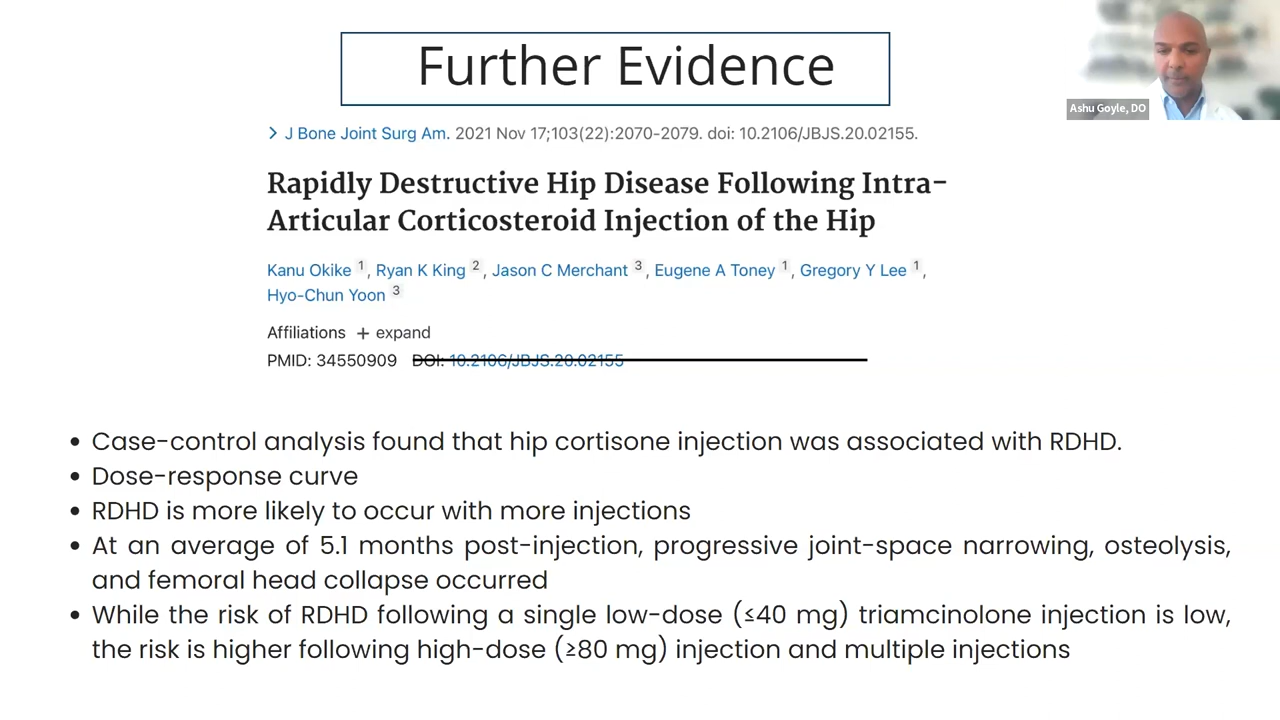 Further Evidence
Ashu Goyle, DO
> J Bone Joint Surg Am. 2021 Nov 17;103(22):2070-2079. doi: 10.2106/JBJS.20.02155.
Rapidly Destructive Hip Disease Following Intra-
Articular Corticosteroid Injection of the Hip
Kanu Okike 1, Ryan K King 2, Jason C Merchant 3, Eugene A Toney 1, Gregory Y Lee 1,
Hyo-Chun Yoon 3
Affiliations + expand
PMID: 34550909 DOI: 10.2106/JBJS.20.02155
• Case-control analysis found that hip cortisone injection was associated with RDHD.
• Dose-response curve
• RDHD is more likely to occur with more injections
• At an average of 5.1 months post-injection, progressive joint-space narrowing, osteolysis,
and femoral head collapse occurred
• While the risk of RDHD following a single low-dose (≤40 mg) triamcinolone injection is low,
the risk is higher following high-dose (≥80 mg) injection and multiple injections